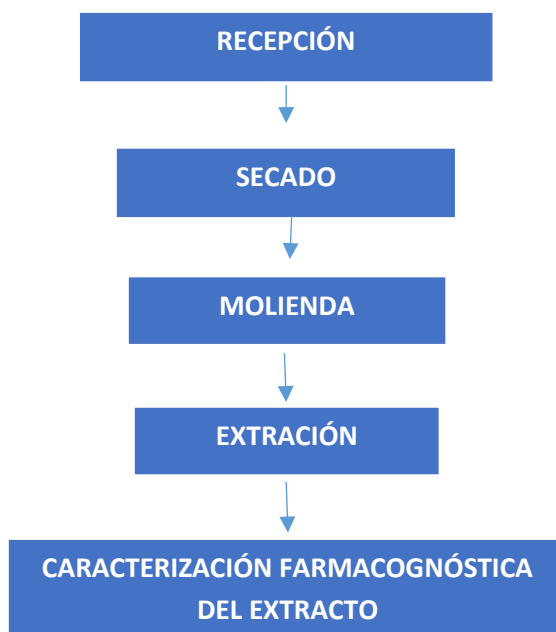 RECEPCIÓN
SECADO
MOLIENDA
EXTRACIÓN
CARACTERIZACIÓN FARMACOGNÓSTICA
DEL EXTRACTO